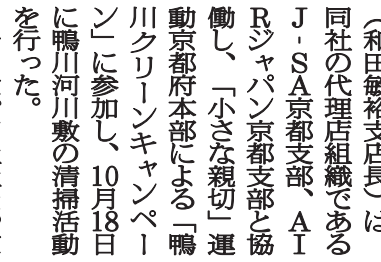 （和田敏裕支店長）は
同社の代理店組織である
J-SA京都支部、AI
Rジャパン京都支部と協
働し、「小さな親切」運
動京都府本部による「鴨
川クリーンキャンペー
ン」に参加し、10月18日
に鴨川河川敷の清掃活動
を行った。